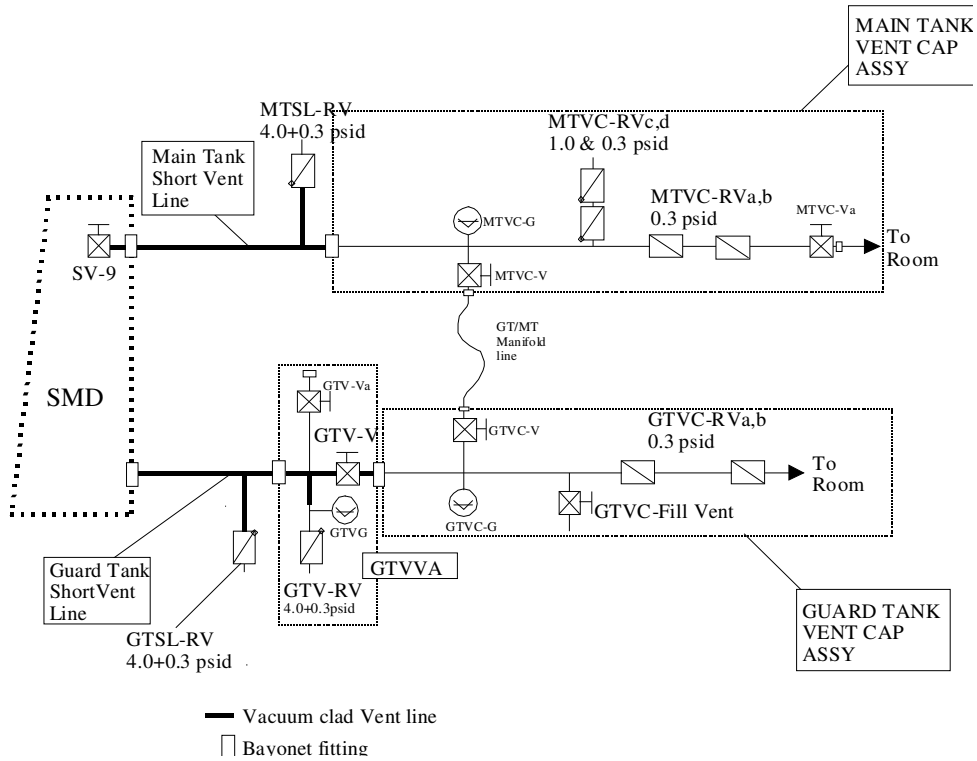 MAIN TANK
VENT CAP
ASSY
MTSL-RV
4.0+0.3 psid
MTVC-RVc,d
1.0 & 0.3 psid
Main Tank
Short Vent
Line
MTVC-RVa,b
0.3 psid
MTVC-G
MTVC-Va
To
Room
SV-9
MTVC-V
GT/MT
Manifold
line
SMD
GTV-Va
GTV-V
GTVC-V
GTVC-RVa,b
0.3 psid
To
Room
GTVC-G
GTVG
GTVC-Fill Vent
Guard Tank
ShortVent
Line
GTVVA
GTV-RV
4.0+0.3psid
GTSL-RV
4.0+0.3 psid
GUARD TANK
VENT CAP
ASSY
Vacuum clad Vent line
Bayonet fitting